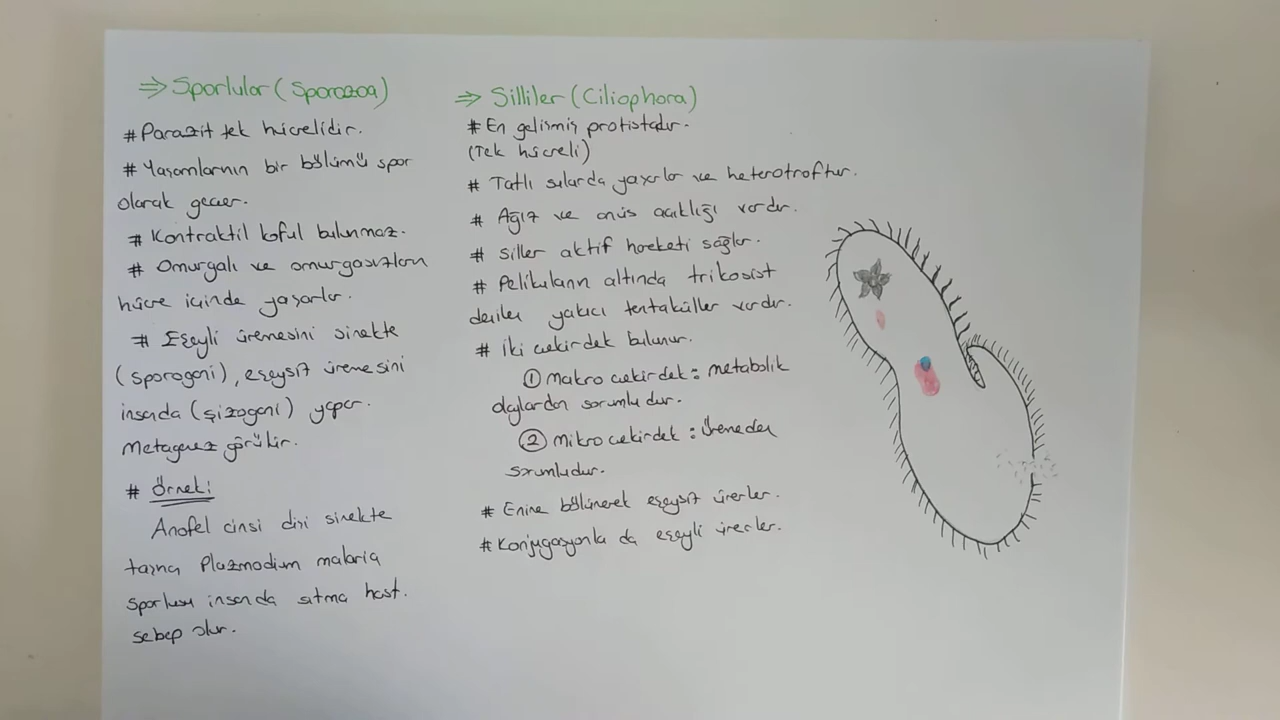 ⇒ Sporlular (Sporozoa)
# Parazit tek hücrelidir.
# Yaşamlarının bir bölümü spor
olarak geçer.
# Kontraktil koful bulunmaz.
# Omurgalı ve omurgasızların
hücre içinde yaşarlar.
# Eşeyli üremesini sinekte
(sporogoni), eşeysiz üremesini
insanda (şizogoni) yapar.
Metagenez görülür.
# Örnek:
Anofel cinsi dişi sinekte
taşınan Plazmodium malaria
sporlusu insanda sıtma hast.
sebep olur.
⇒ Silliler (Ciliophora)
# En gelişmiş protistadır.
(Tek hücreli)
# Tatlı sularda yaşarlar ve heterotroftur.
# Ağız ve anüs açıklığı vardır.
# Siller aktif hareketi sağlar.
# Pelikulanın altında trikosist
denilen yakıcı tentaküller vardır.
# İki çekirdek bulunur.
① Makro çekirdek: metabolik
olaylardan sorumludur.
② Mikro çekirdek: Üremeden
sorumludur.
# Enine bölünerek eşeysiz ürerler.
# Konjugasyonla da eşeyli ürerler.